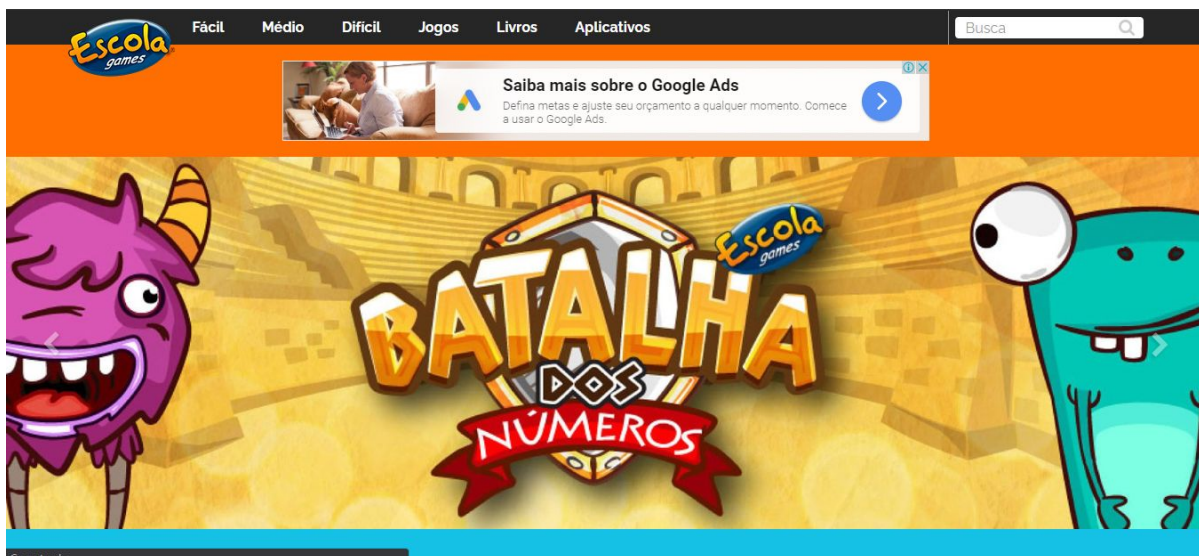 Escola
games
Fácil Médio Difícil Jogos Livros Aplicativos
Busca
Saiba mais sobre o Google Ads
Defina metas e ajuste seu orçamento a qualquer momento. Comece
a usar o Google Ads.
Escola
games
BATALHA
DOS
NÚMEROS